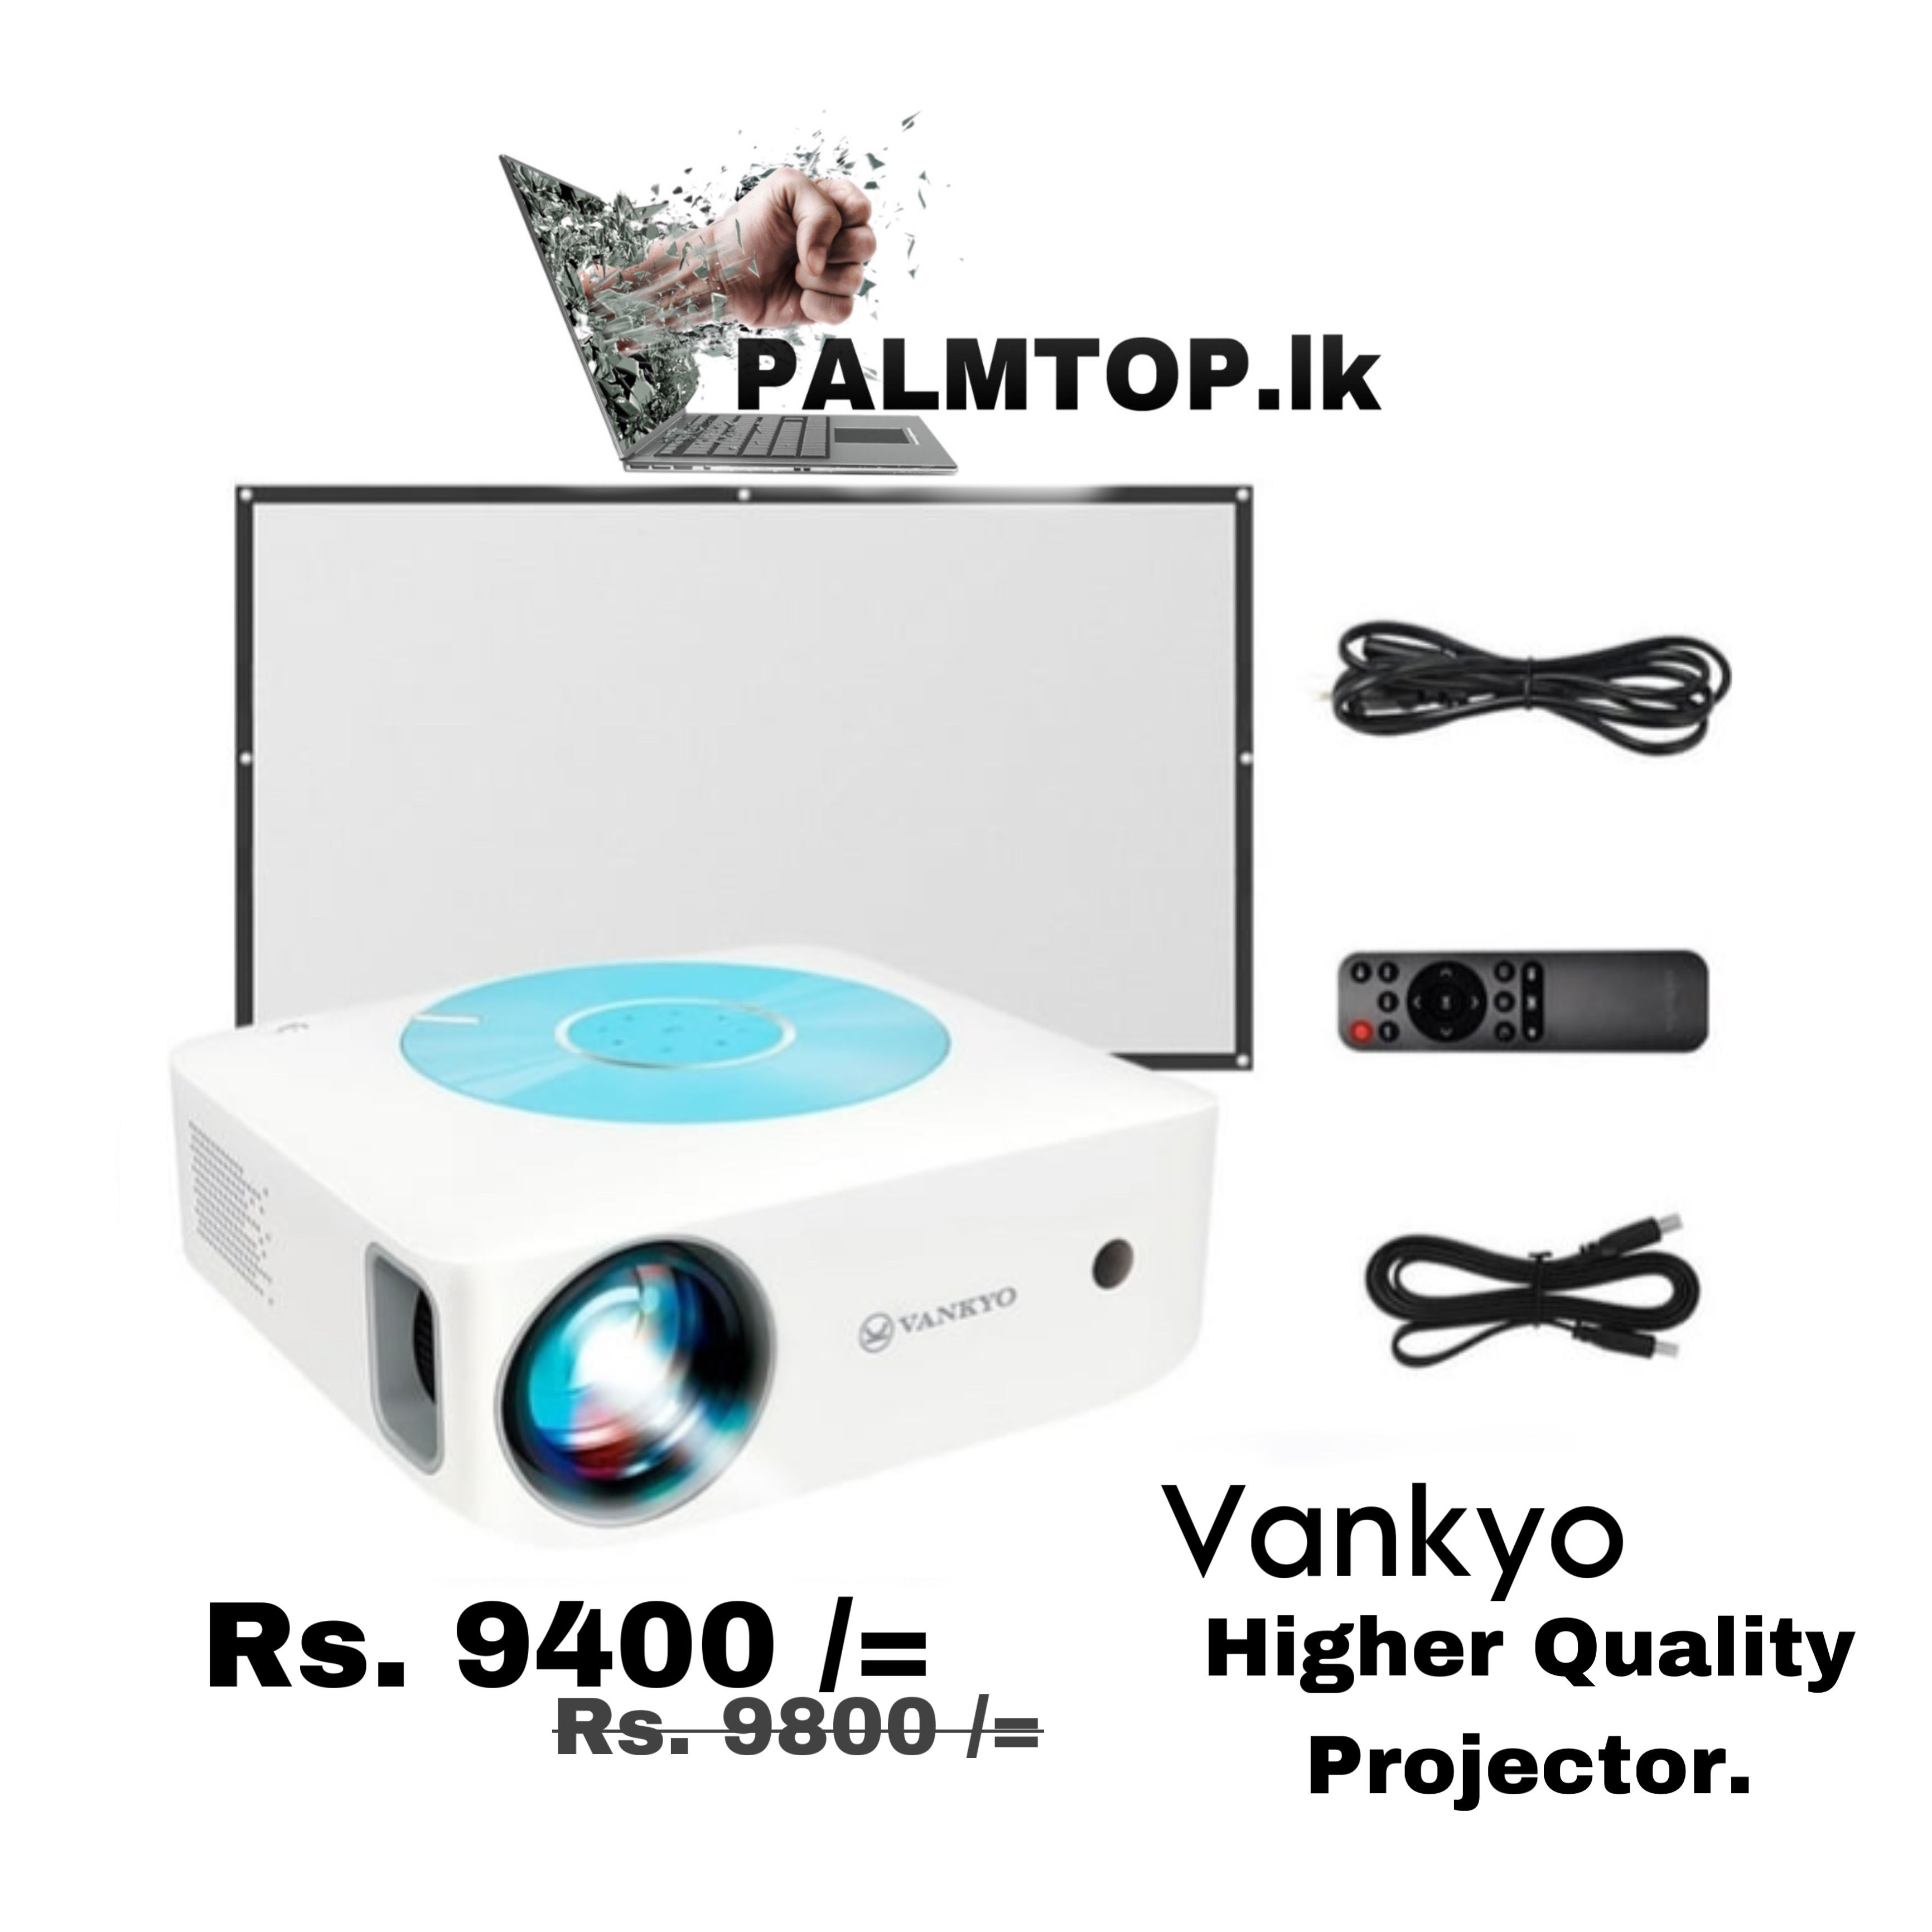 PALMTOP.lk
VANKYO
Vankyo
Rs. 9400 /=
Higher Quality
Rs. 9800 /=
Projector.